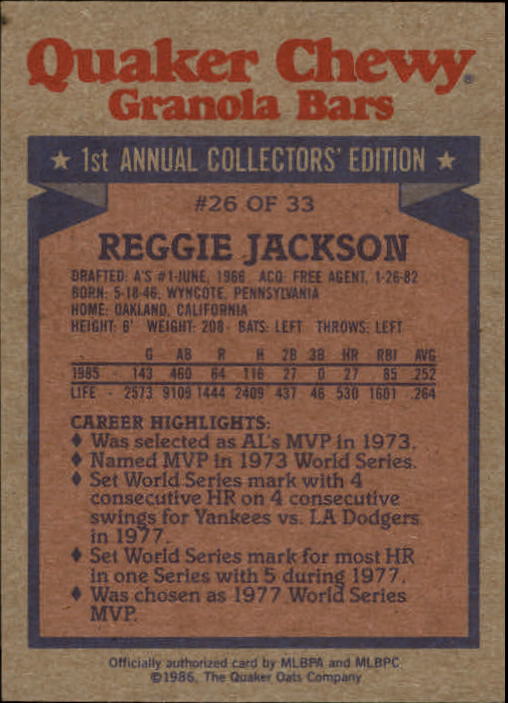 Quaker Chewy®
Granola Bars
★ 1st ANNUAL COLLECTORS' EDITION ★
#26 OF 33
REGGIE JACKSON
DRAFTED: A'S #1-JUNE, 1966 ACQ: FREE AGENT, 1-26-82
BORN: 5-18-46, WYNCOTE, PENNSYLVANIA
HOME: OAKLAND, CALIFORNIA
HEIGHT: 6' WEIGHT: 208 BATS: LEFT THROWS: LEFT
G AB R H 2B 3B HR RBI AVG
1985 - 143 460 64 116 27 0 27 85 .252
LIFE - 2573 9109 1444 2409 437 46 530 1601 .264
CAREER HIGHLIGHTS:
♦ Was selected as AL's MVP in 1973.
♦ Named MVP in 1973 World Series.
♦ Set World Series mark with 4
consecutive HR on 4 consecutive
swings for Yankees vs. LA Dodgers
in 1977.
♦ Set World Series mark for most HR
in one Series with 5 during 1977.
♦ Was chosen as 1977 World Series
MVP.
Officially authorized card by MLBPA and MLBPC.
©1986, The Quaker Oats Company